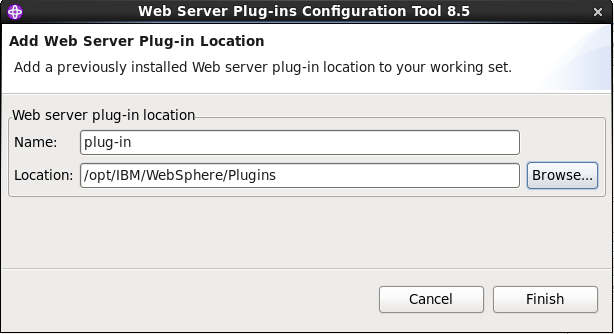 Web Server Plug-ins Configuration Tool 8.5
Add Web Server Plug-in Location
Add a previously installed Web server plug-in location to your working set.
Web server plug-in location
Name: plug-in
Location: /opt/IBM/WebSphere/Plugins Browse...
Cancel Finish